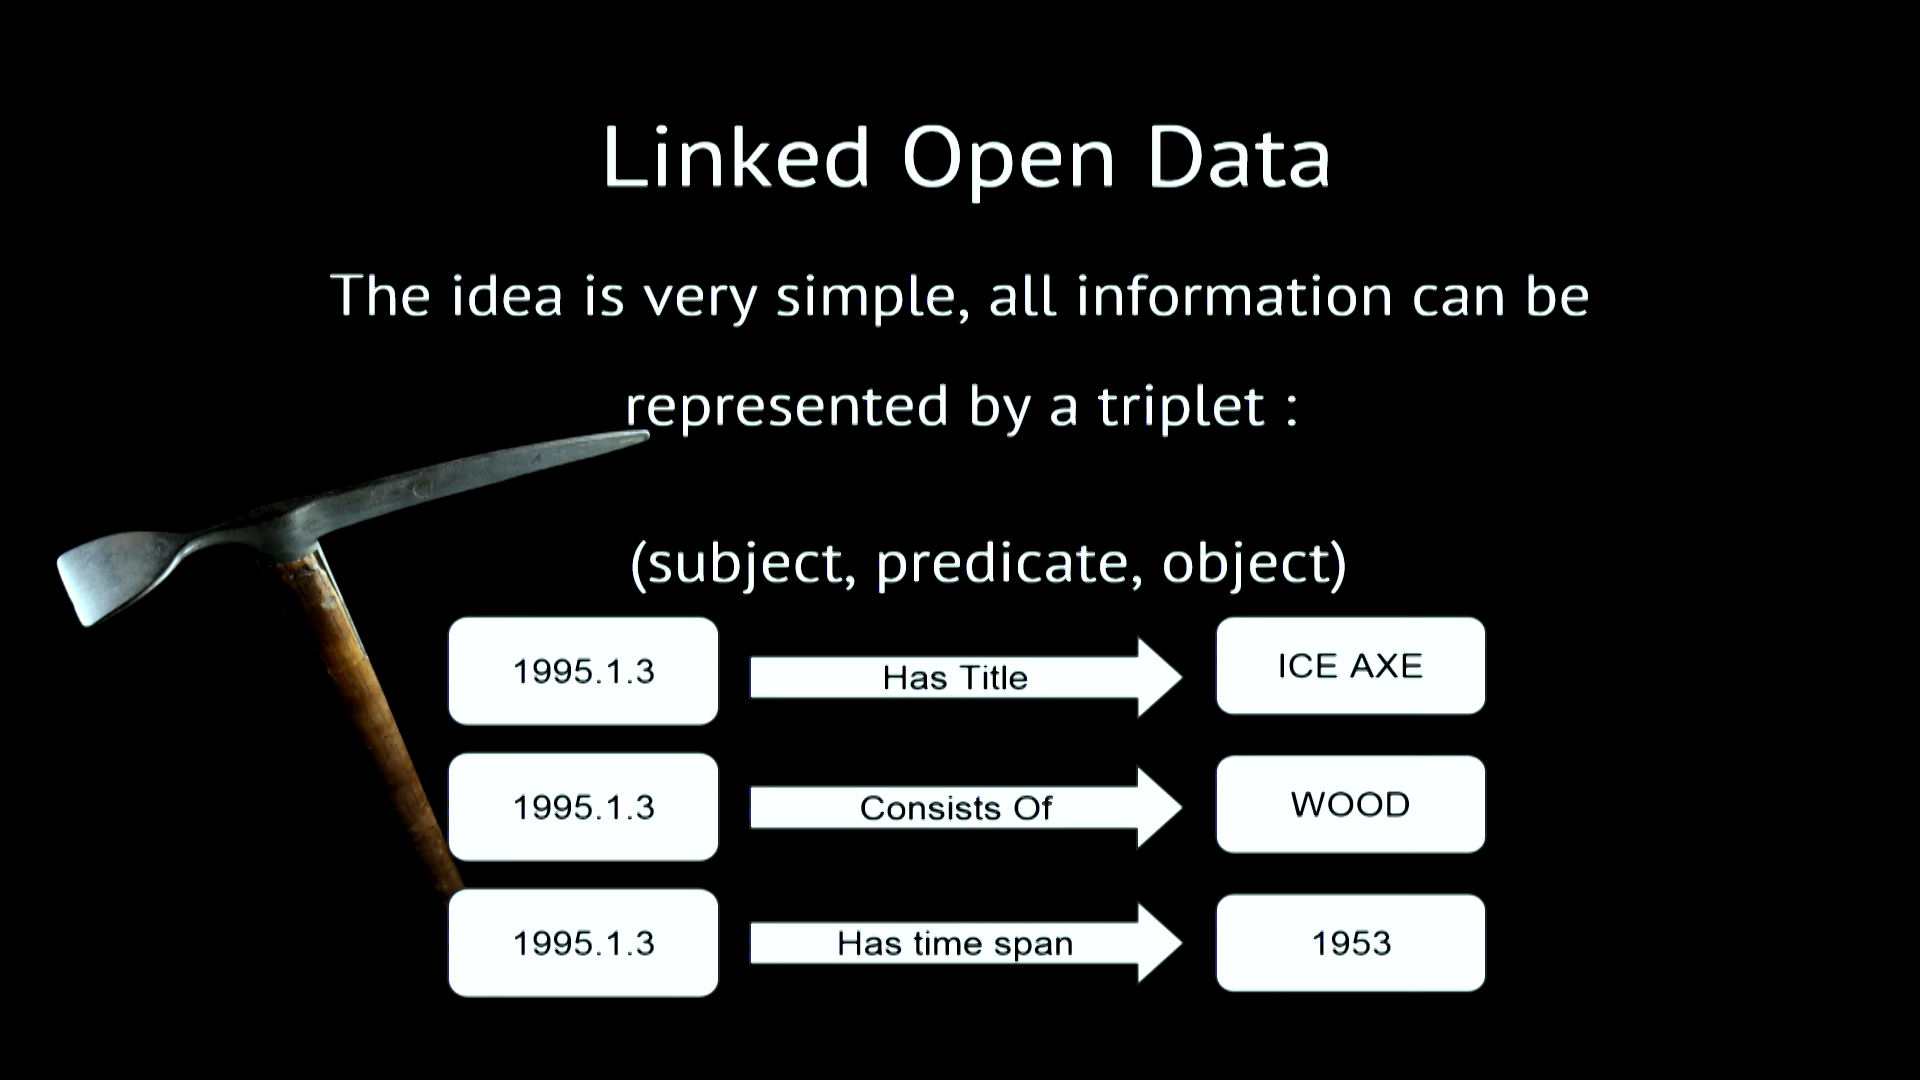 Linked Open Data
The idea is very simple, all information can be
represented by a triplet :
(subject, predicate, object)
1995.1.3 Has Title ICE AXE
1995.1.3 Consists Of WOOD
1995.1.3 Has time span 1953